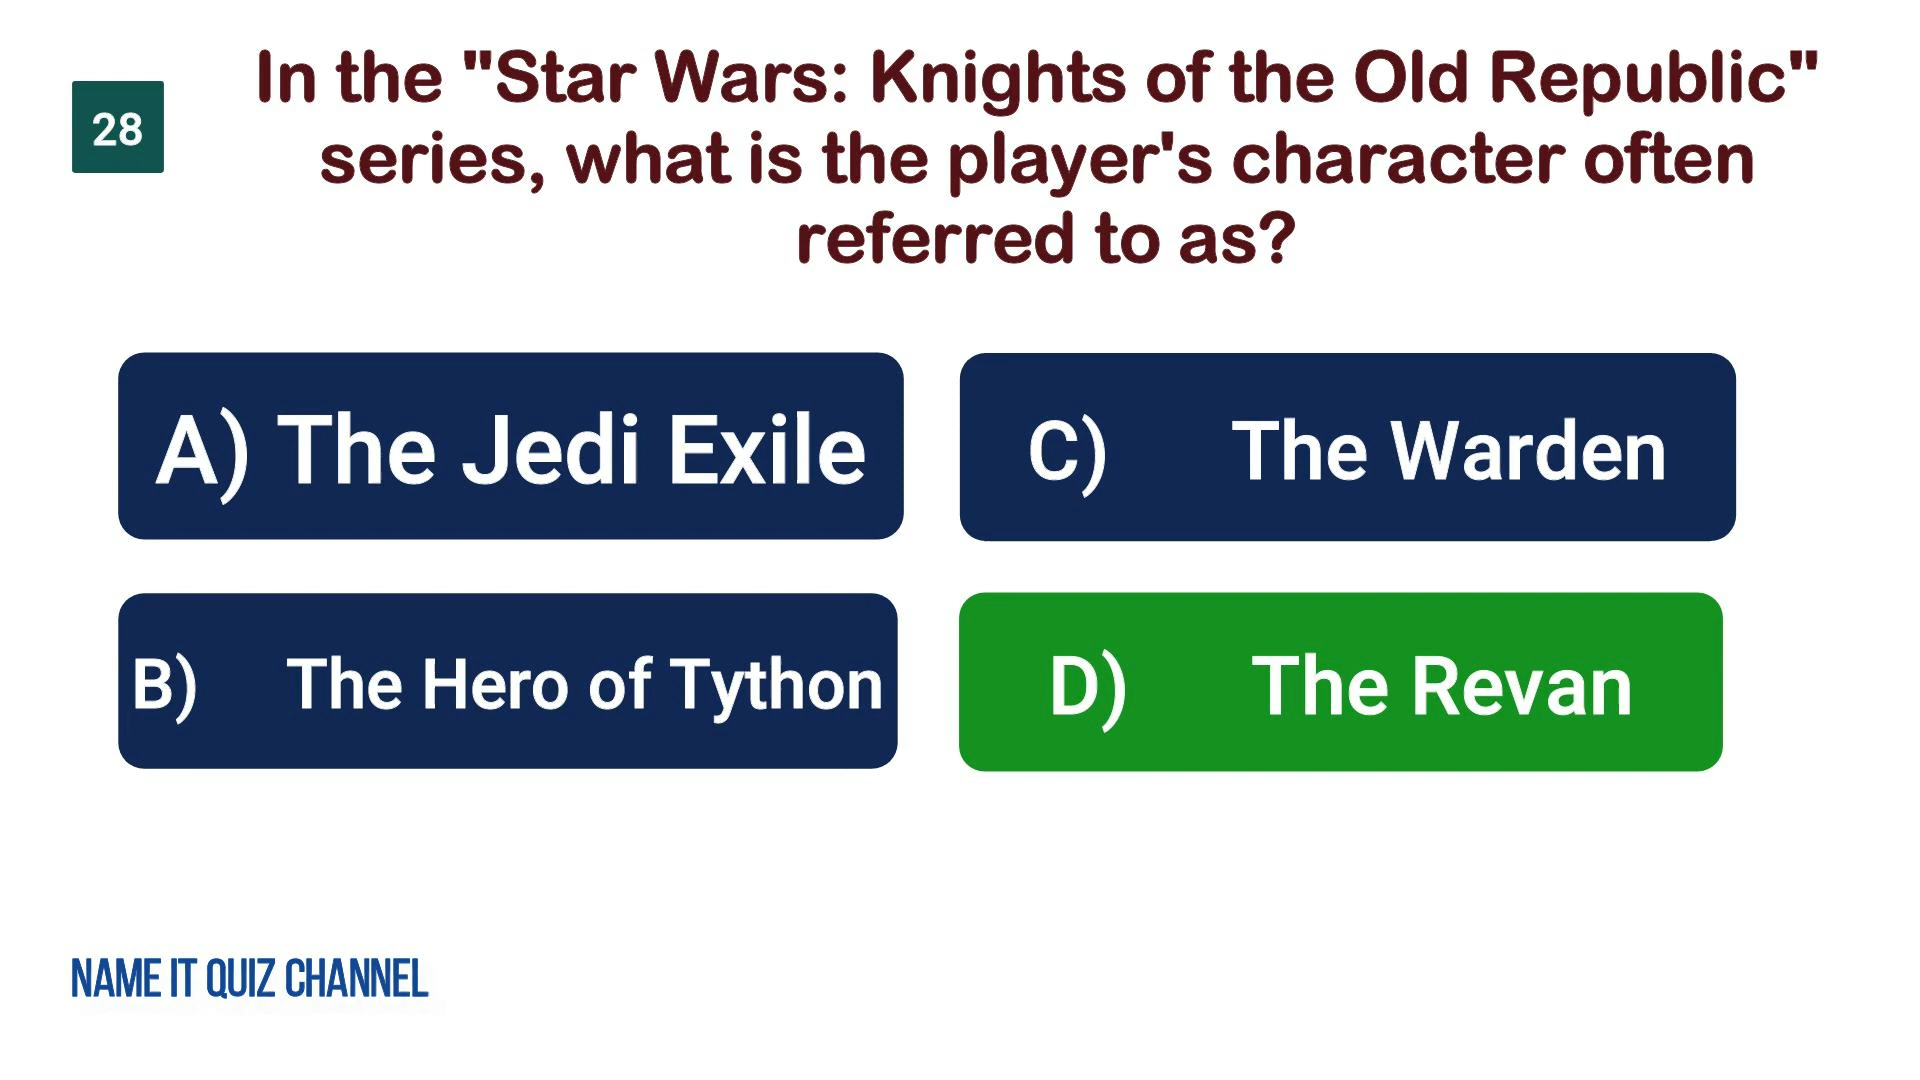 28
In the "Star Wars: Knights of the Old Republic"
series, what is the player's character often
referred to as?
A) The Jedi Exile
C) The Warden
B) The Hero of Tython
D) The Revan
NAME IT QUIZ CHANNEL